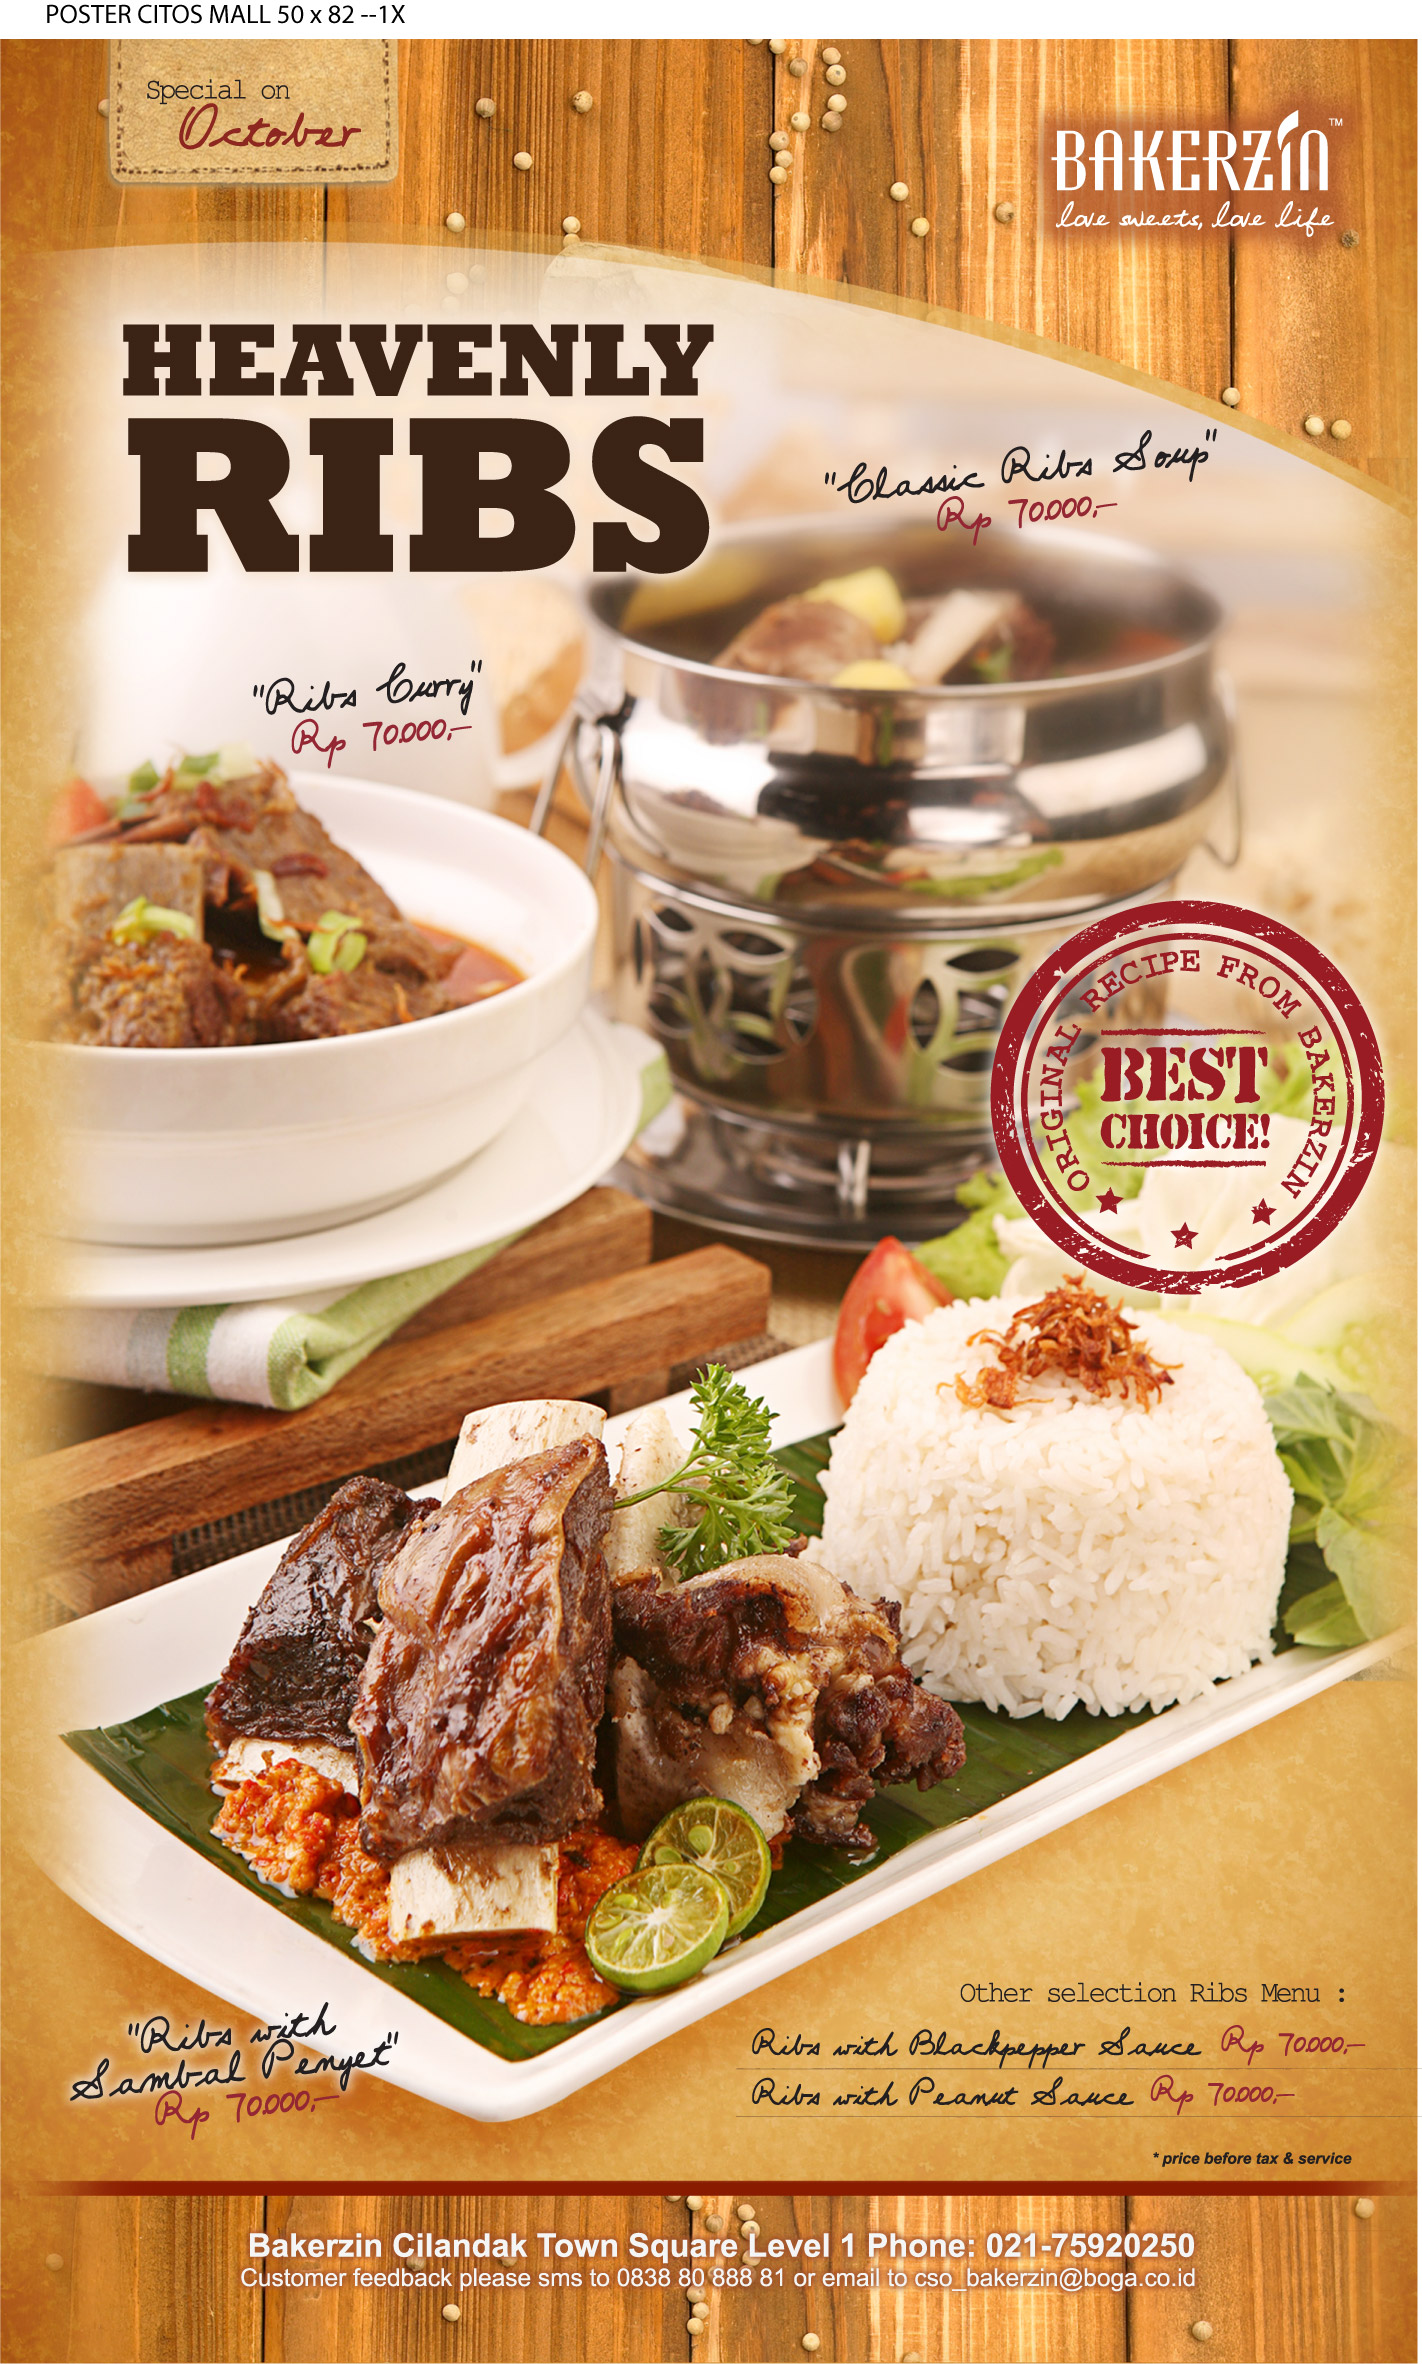 POSTER CITOS MALL 50 x 82 --1X
Special on
October
BAKERZIN™
love sweets, love life
HEAVENLY
RIBS
"Classic Ribs Soup"
Rp 70.000,-
"Ribs Curry"
Rp 70.000,-
ORIGINAL RECIPE FROM BAKERZIN
BEST
CHOICE!
"Ribs with
Sambal Penyet"
Rp 70.000,-
Other selection Ribs Menu :
Ribs with Blackpepper Sauce Rp 70.000,-
Ribs with Peanut Sauce Rp 70.000,-
* price before tax & service
Bakerzin Cilandak Town Square Level 1 Phone: 021-75920250
Customer feedback please sms to 0838 80 888 81 or email to cso_bakerzin@boga.co.id